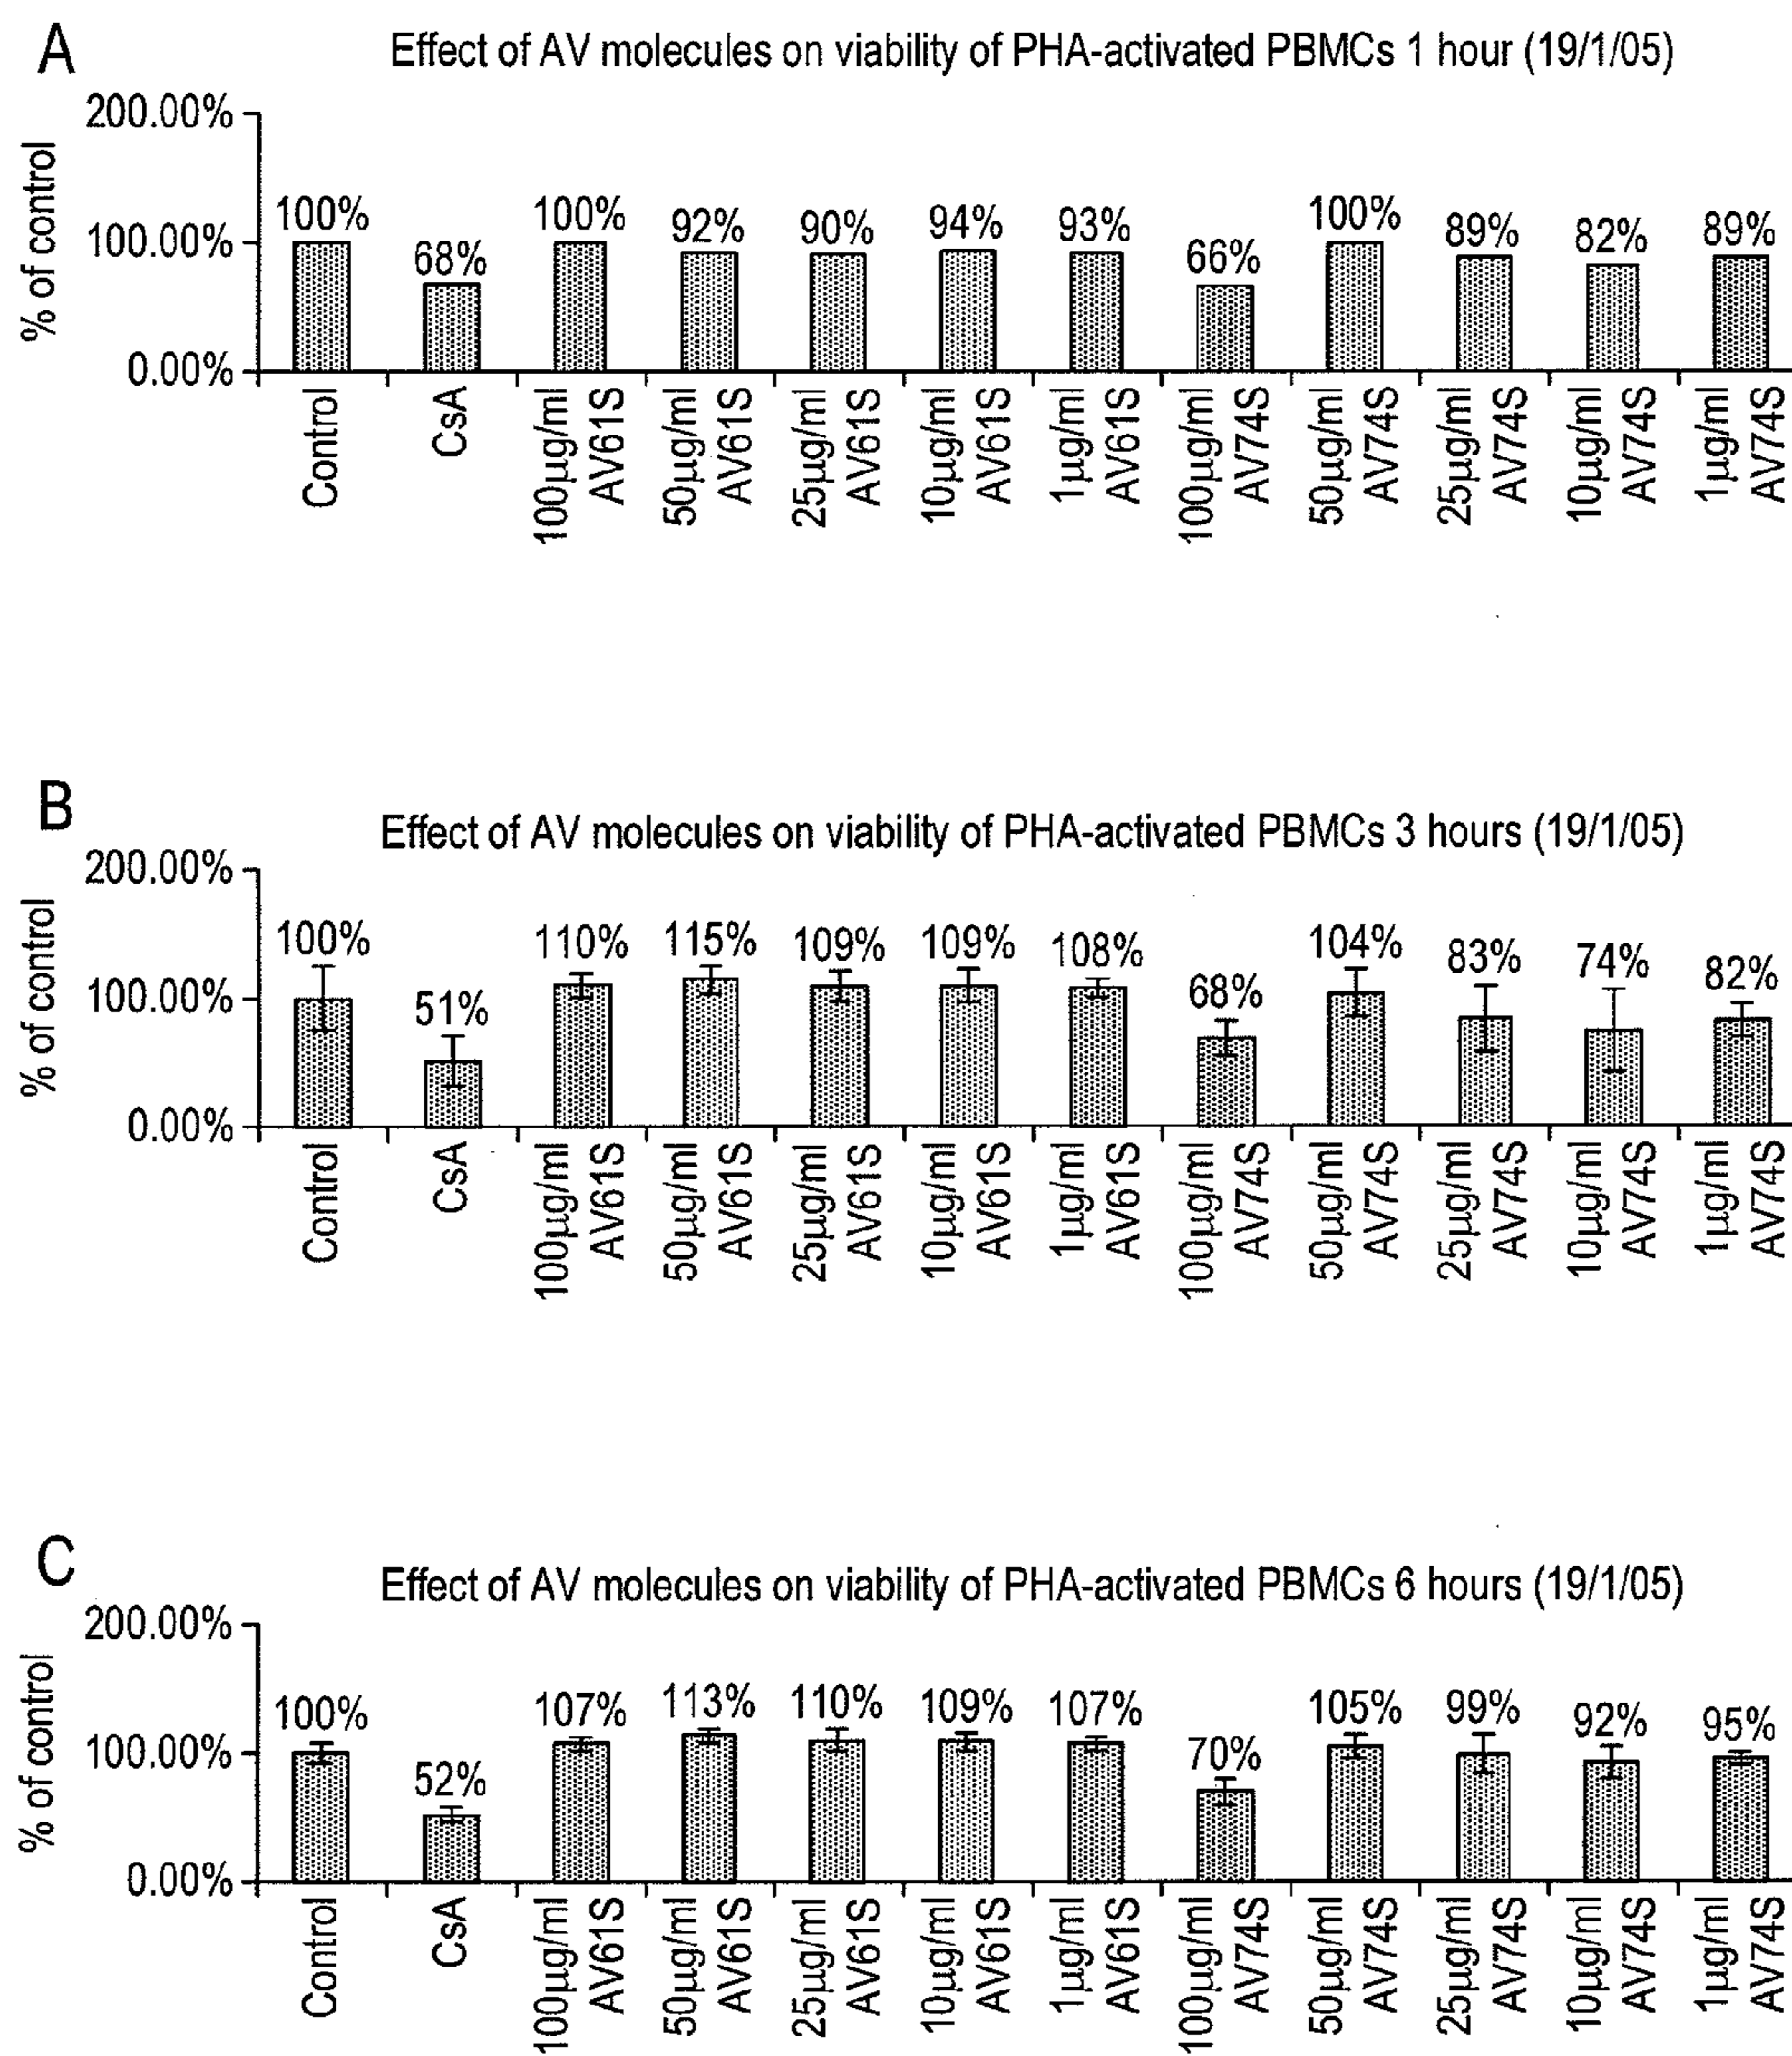 A
Effect of AV molecules on viability of PHA-activated PBMCs 1 hour (19/1/05)
% of control
200.00%
100.00%
0.00%
100%
68%
100%
92%
90%
94%
93%
66%
100%
89%
82%
89%
Control
CsA
100µg/ml
AV61S
50µg/ml
AV61S
25µg/ml
AV61S
10µg/ml
AV61S
1µg/ml
AV61S
100µg/ml
AV74S
50µg/ml
AV74S
25µg/ml
AV74S
10µg/ml
AV74S
1µg/ml
AV74S
B
Effect of AV molecules on viability of PHA-activated PBMCs 3 hours (19/1/05)
% of control
200.00%
100.00%
0.00%
100%
51%
110%
115%
109%
109%
108%
68%
104%
83%
74%
82%
Control
CsA
100µg/ml
AV61S
50µg/ml
AV61S
25µg/ml
AV61S
10µg/ml
AV61S
1µg/ml
AV61S
100µg/ml
AV74S
50µg/ml
AV74S
25µg/ml
AV74S
10µg/ml
AV74S
1µg/ml
AV74S
C
Effect of AV molecules on viability of PHA-activated PBMCs 6 hours (19/1/05)
% of control
200.00%
100.00%
0.00%
100%
52%
107%
113%
110%
109%
107%
70%
105%
99%
92%
95%
Control
CsA
100µg/ml
AV61S
50µg/ml
AV61S
25µg/ml
AV61S
10µg/ml
AV61S
1µg/ml
AV61S
100µg/ml
AV74S
50µg/ml
AV74S
25µg/ml
AV74S
10µg/ml
AV74S
1µg/ml
AV74S